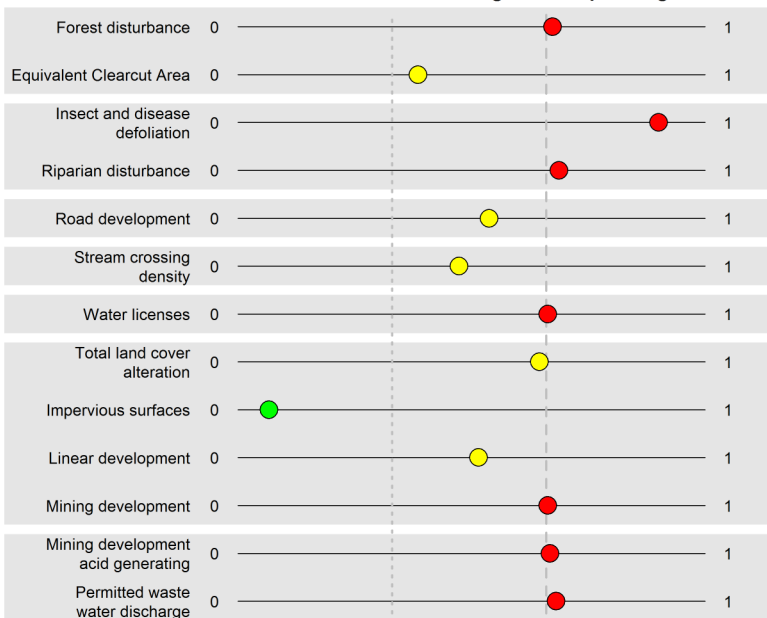 Forest disturbance 0 1
Equivalent Clearcut Area 0 1
Insect and disease
defoliation 0 1
Riparian disturbance 0 1
Road development 0 1
Stream crossing
density 0 1
Water licenses 0 1
Total land cover
alteration 0 1
Impervious surfaces 0 1
Linear development 0 1
Mining development 0 1
Mining development
acid generating 0 1
Permitted waste
water discharge 0 1